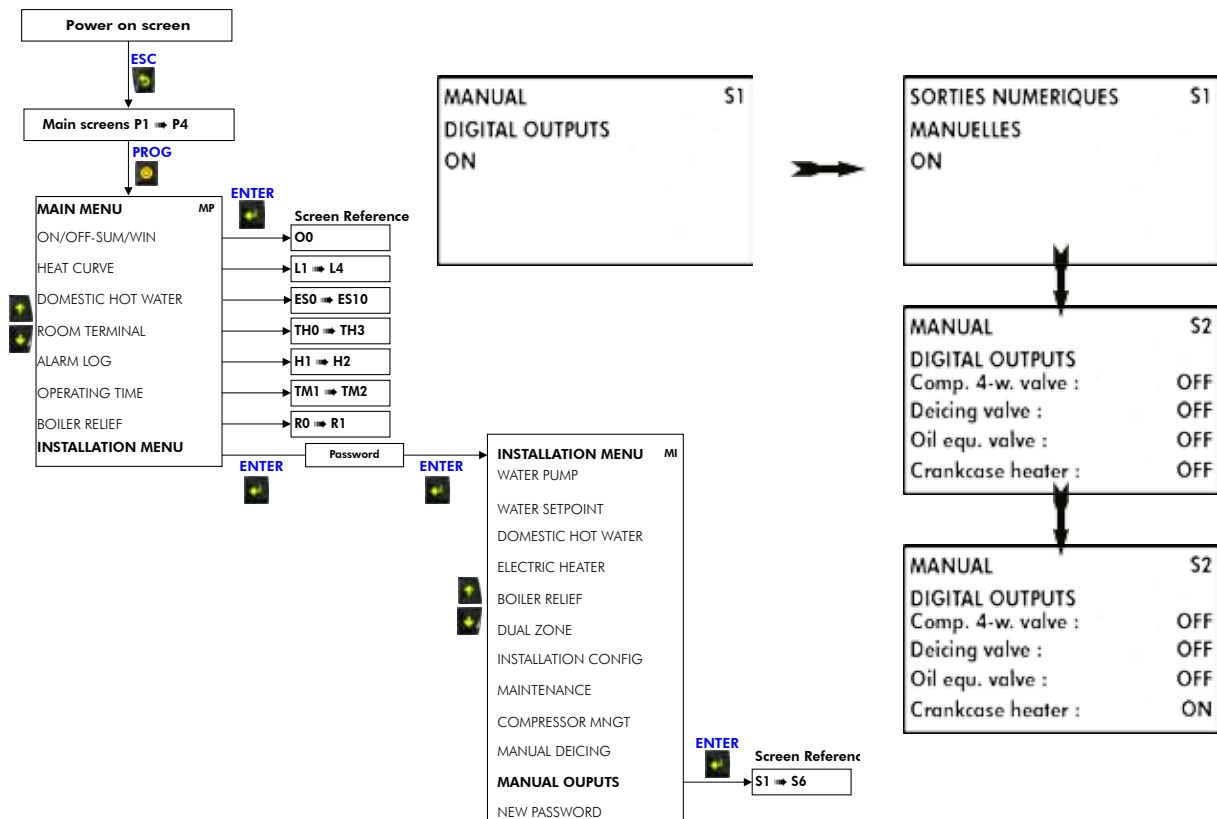 Power on screen
ESC
Main screens P1 ➠ P4
PROG
MAIN MENU MP
ON/OFF-SUM/WIN
HEAT CURVE
DOMESTIC HOT WATER
ROOM TERMINAL
ALARM LOG
OPERATING TIME
BOILER RELIEF
INSTALLATION MENU
ENTER
Screen Reference
O0
L1 ➠ L4
ES0 ➠ ES10
TH0 ➠ TH3
H1 ➠ H2
TM1 ➠ TM2
R0 ➠ R1
ENTER
Password
ENTER
INSTALLATION MENU MI
WATER PUMP
WATER SETPOINT
DOMESTIC HOT WATER
ELECTRIC HEATER
BOILER RELIEF
DUAL ZONE
INSTALLATION CONFIG
MAINTENANCE
COMPRESSOR MNGT
MANUAL DEICING
MANUAL OUPUTS
NEW PASSWORD
ENTER
Screen Referenc
S1 ➠ S6
MANUAL S1
DIGITAL OUTPUTS
ON
SORTIES NUMERIQUES S1
MANUELLES
ON
MANUAL S2
DIGITAL OUTPUTS
Comp. 4-w. valve : OFF
Deicing valve : OFF
Oil equ. valve : OFF
Crankcase heater : OFF
MANUAL S2
DIGITAL OUTPUTS
Comp. 4-w. valve : OFF
Deicing valve : OFF
Oil equ. valve : OFF
Crankcase heater : ON